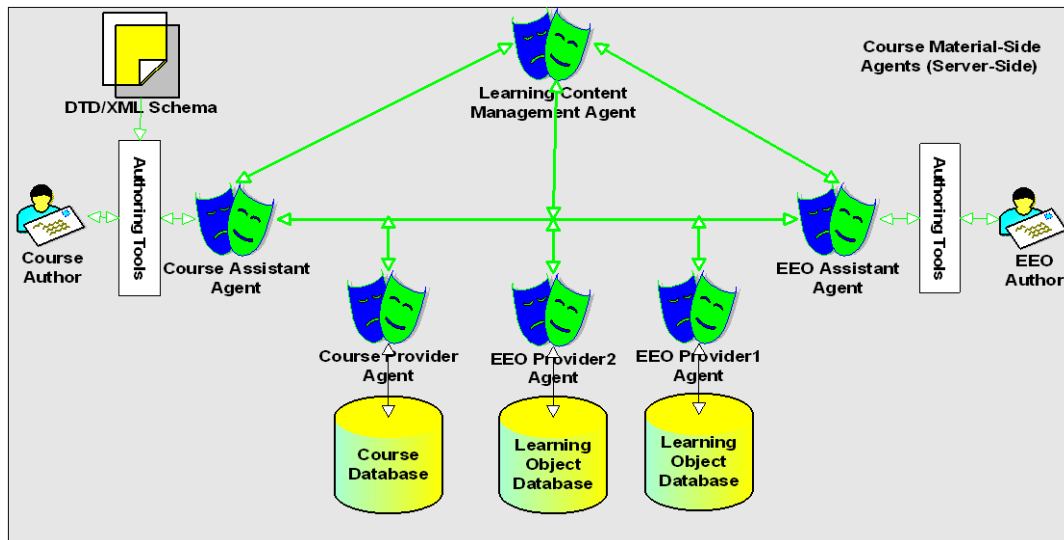 Course Material-Side
Agents (Server-Side)
Learning Content
Management Agent
DTD/XML Schema
Authoring Tools
Course
Author
Course Assistant
Agent
EEO Assistant
Agent
Authoring Tools
EEO
Author
Course Provider
Agent
EEO Provider2
Agent
EEO Provider1
Agent
Course
Database
Learning
Object
Database
Learning
Object
Database